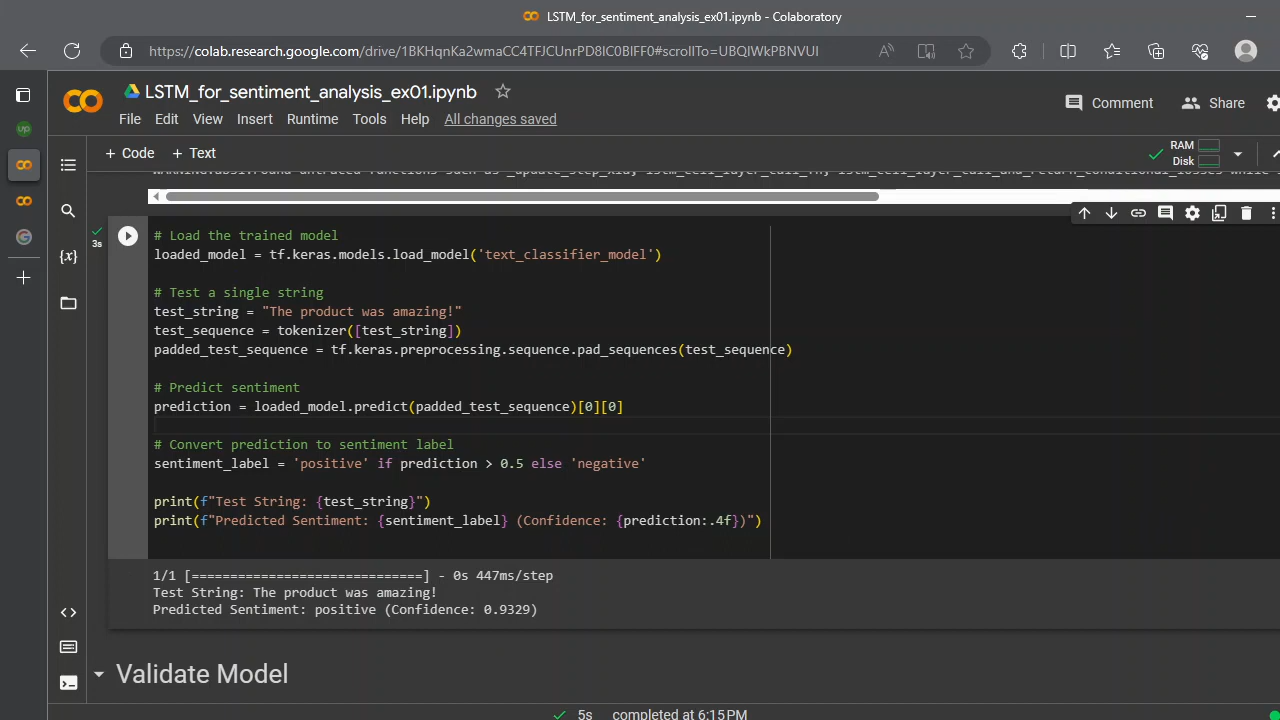 LSTM_for_sentiment_analysis_ex01.ipynb - Colaboratory
https://colab.research.google.com/drive/1BKHqnKa2wmaCC4TFJCUnrPD8IC0BIFF0#scrollTo=UBQIWkPBNVUI
LSTM_for_sentiment_analysis_ex01.ipynb
Comment
Share
File Edit View Insert Runtime Tools Help All changes saved
+ Code + Text
RAM
Disk
3s
# Load the trained model
loaded_model = tf.keras.models.load_model('text_classifier_model')
# Test a single string
test_string = "The product was amazing!"
test_sequence = tokenizer([test_string])
padded_test_sequence = tf.keras.preprocessing.sequence.pad_sequences(test_sequence)
# Predict sentiment
prediction = loaded_model.predict(padded_test_sequence)[0][0]
# Convert prediction to sentiment label
sentiment_label = 'positive' if prediction > 0.5 else 'negative'
print(f"Test String: {test_string}")
print(f"Predicted Sentiment: {sentiment_label} (Confidence: {prediction:.4f})")
1/1 [==============================] - 0s 447ms/step
Test String: The product was amazing!
Predicted Sentiment: positive (Confidence: 0.9329)
Validate Model
5s completed at 6:15PM